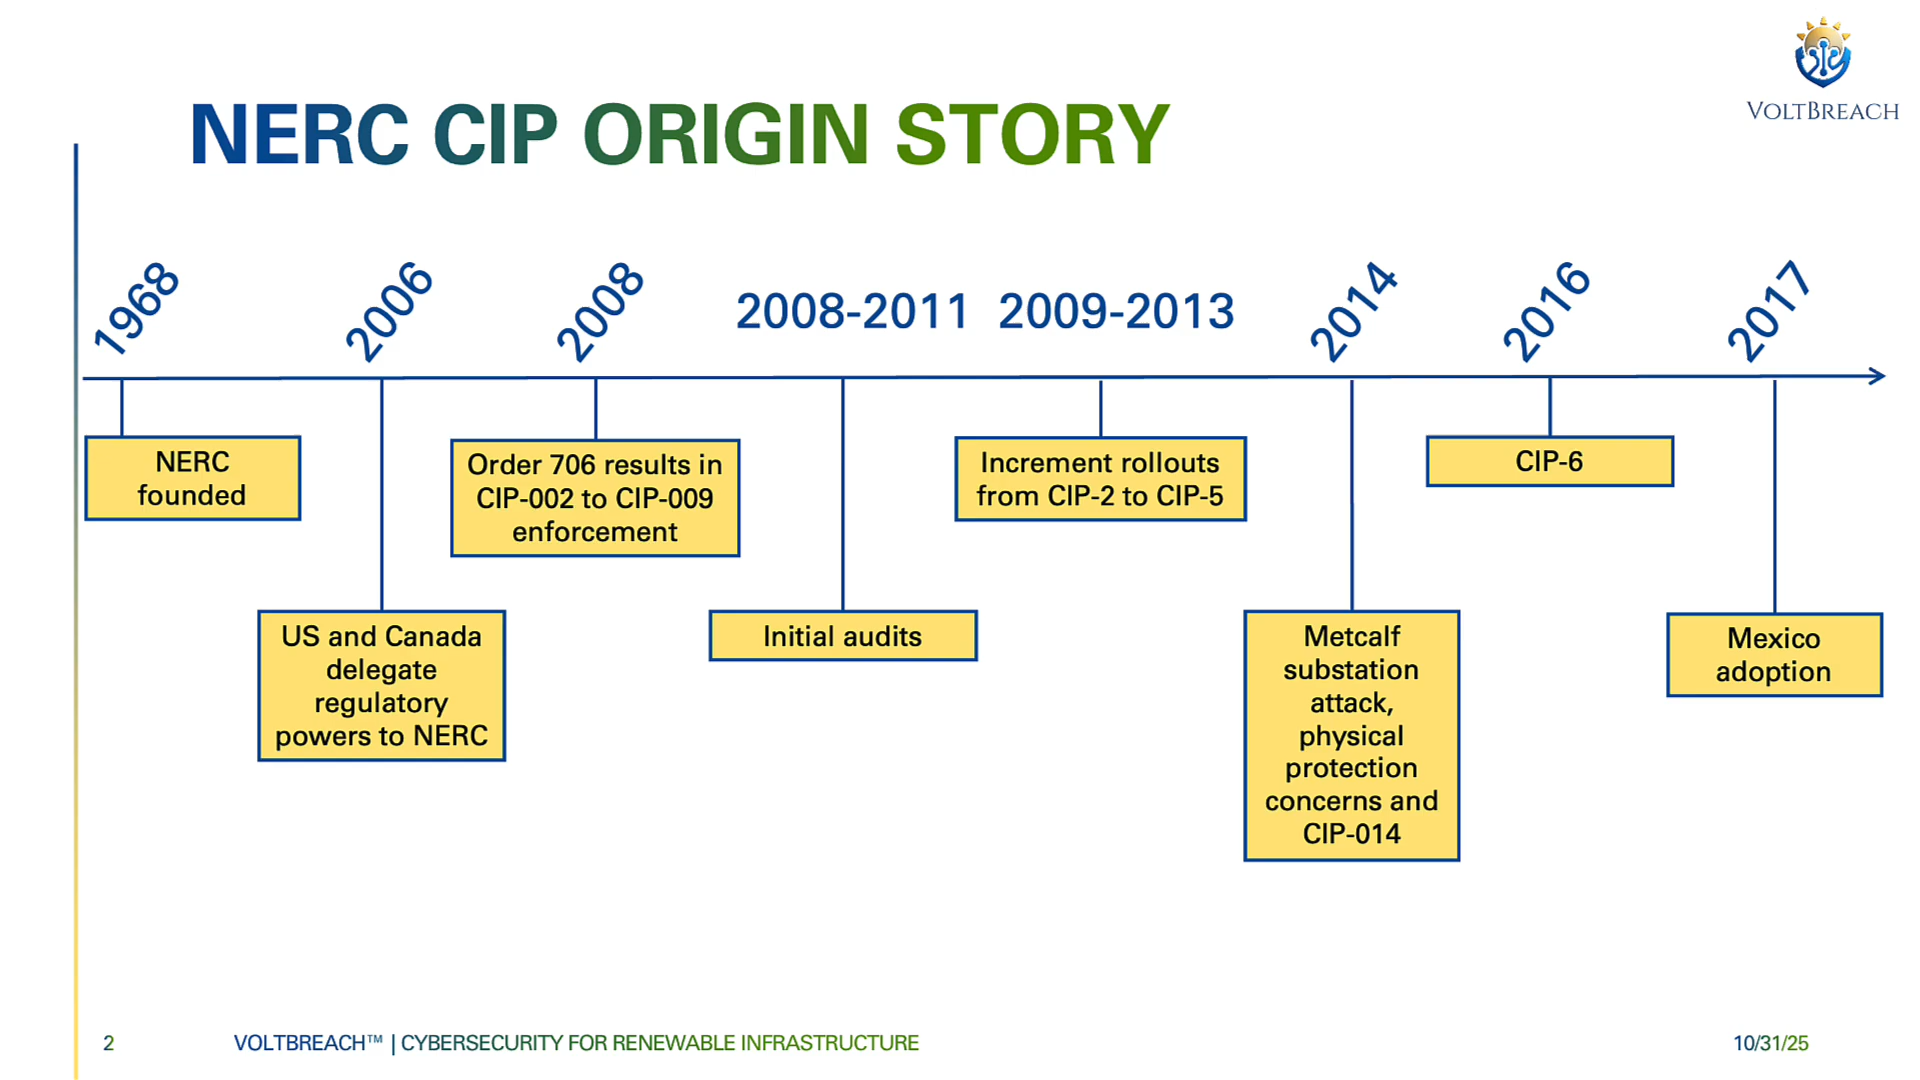 VOLTBREACH
NERC CIP ORIGIN STORY
1968
2006
2008
2008-2011
2009-2013
2014
2016
2017
NERC
founded
US and Canada
delegate
regulatory
powers to NERC
Order 706 results in
CIP-002 to CIP-009
enforcement
Initial audits
Increment rollouts
from CIP-2 to CIP-5
Metcalf
substation
attack,
physical
protection
concerns and
CIP-014
CIP-6
Mexico
adoption
2
VOLTBREACH™ | CYBERSECURITY FOR RENEWABLE INFRASTRUCTURE
10/31/25